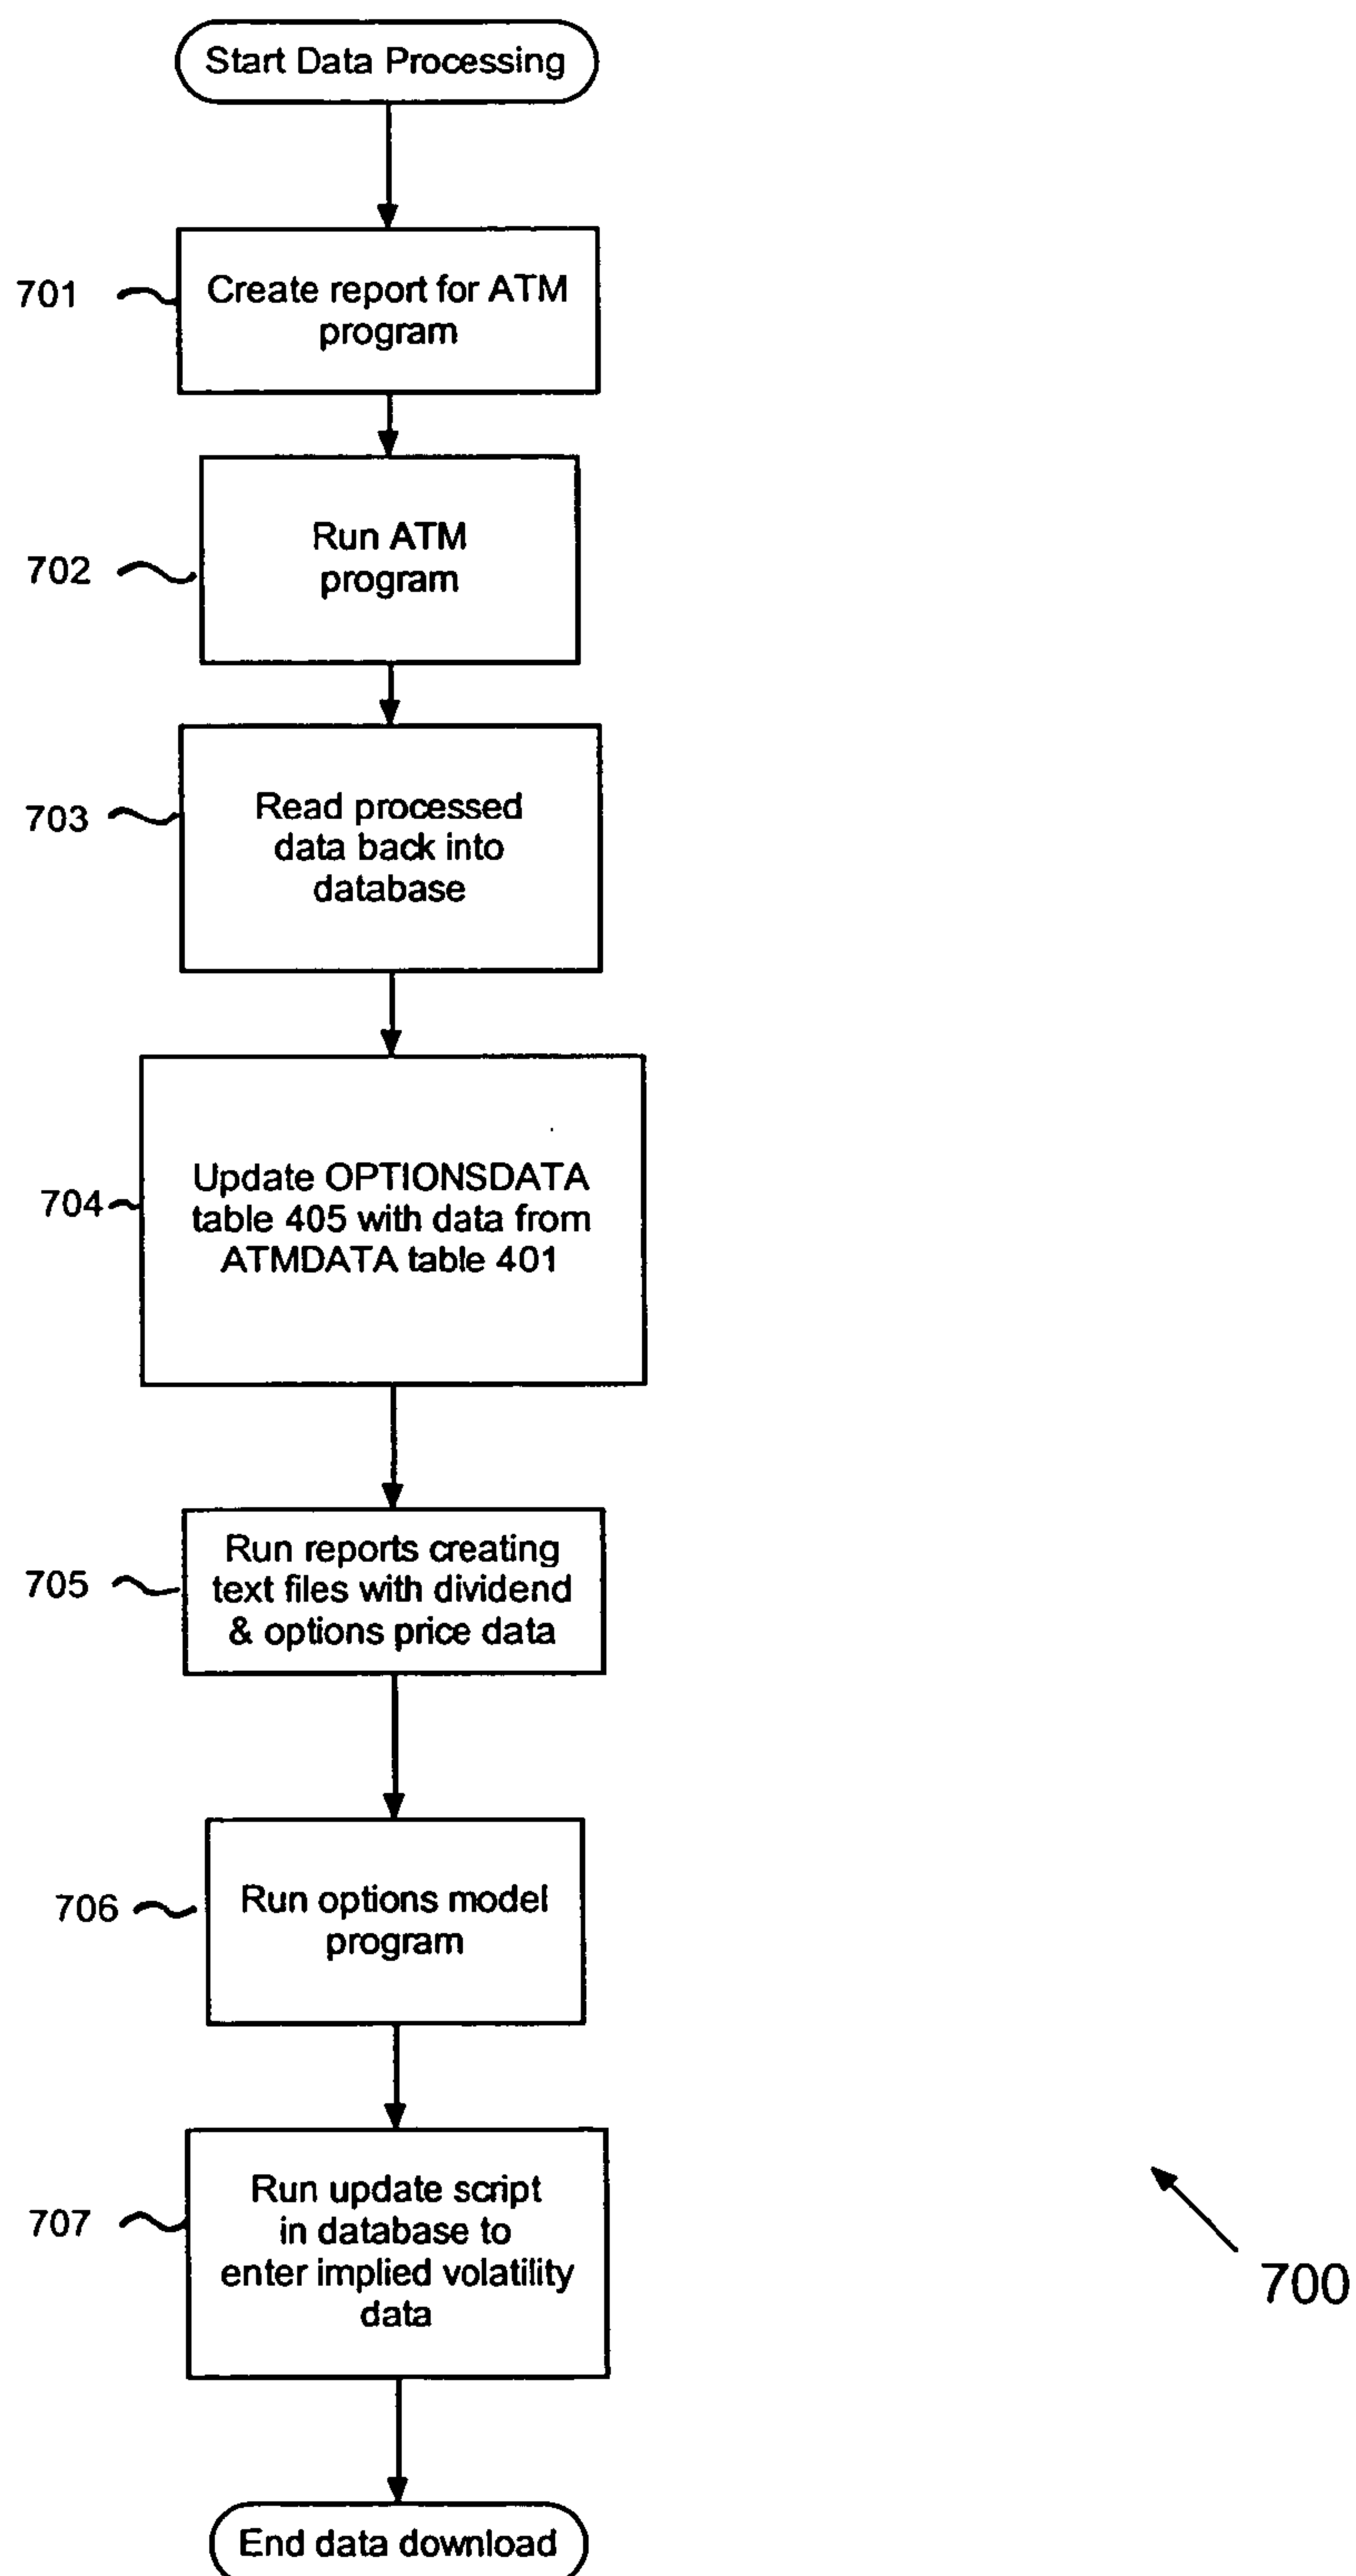 Start Data Processing
701
Create report for ATM
program
702
Run ATM
program
703
Read processed
data back into
database
704
Update OPTIONSDATA
table 405 with data from
ATMDATA table 401
705
Run reports creating
text files with dividend
& options price data
706
Run options model
program
707
Run update script
in database to
enter implied volatility
data
700
End data download